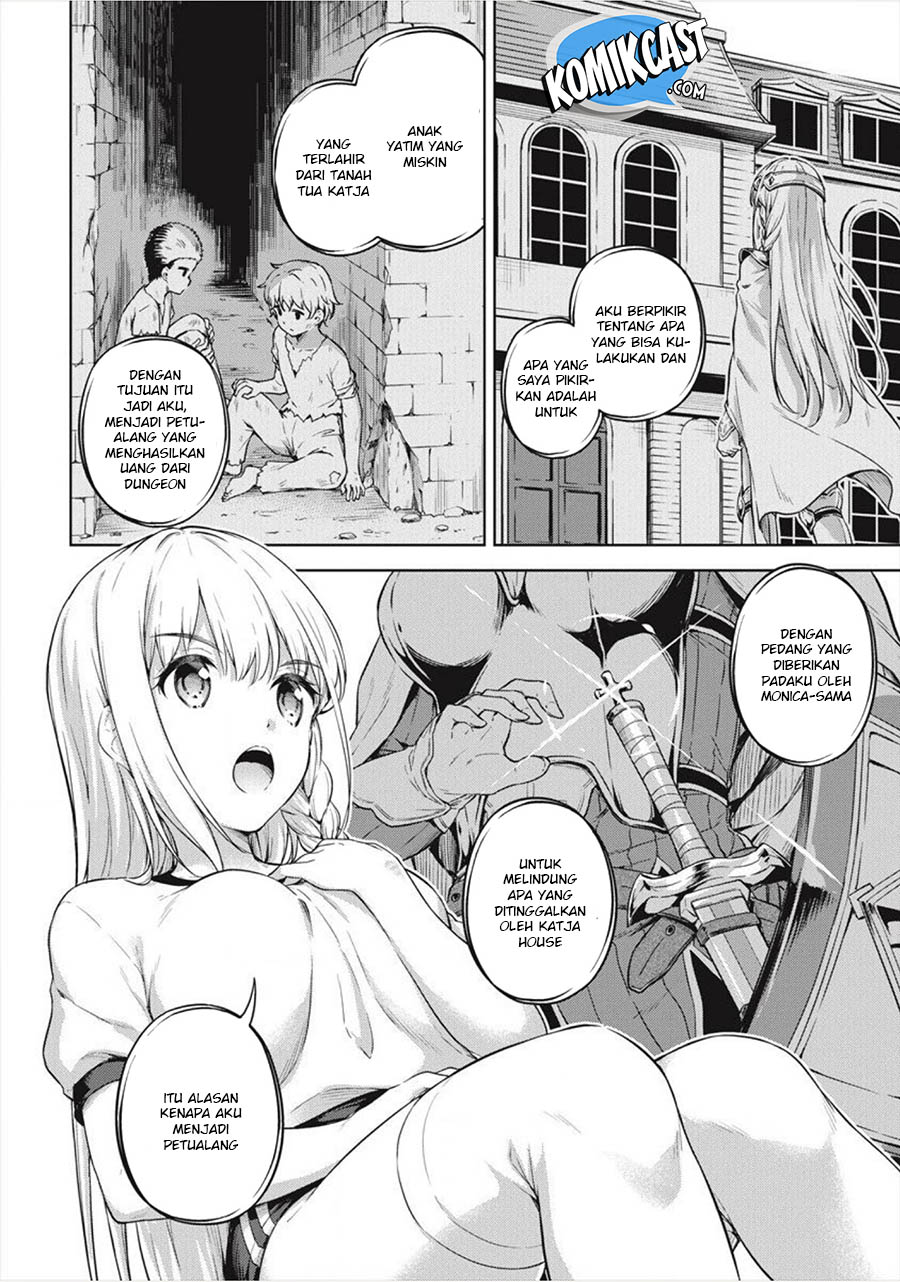 KOMIKCAST
.COM
AKU BERPIKIR
TENTANG APA
YANG BISA KU-
LAKUKAN DAN
APA YANG
SAYA PIKIR-
KAN ADALAH
UNTUK
ANAK
YATIM YANG
MISKIN
YANG
TERLAHIR
DARI TANAH
TUA KATJA
DENGAN
TUJUAN ITU
JADI AKU,
MENJADI PETU-
ALANG YANG
MENGHASILKAN
UANG DARI
DUNGEON
DENGAN
PEDANG YANG
DIBERIKAN
PADAKU OLEH
MONICA-SAMA
UNTUK
MELINDUNG
APA YANG
DITINGGALKAN
OLEH KATJA
HOUSE
ITU ALASAN
KENAPA AKU
MENJADI
PETUALANG